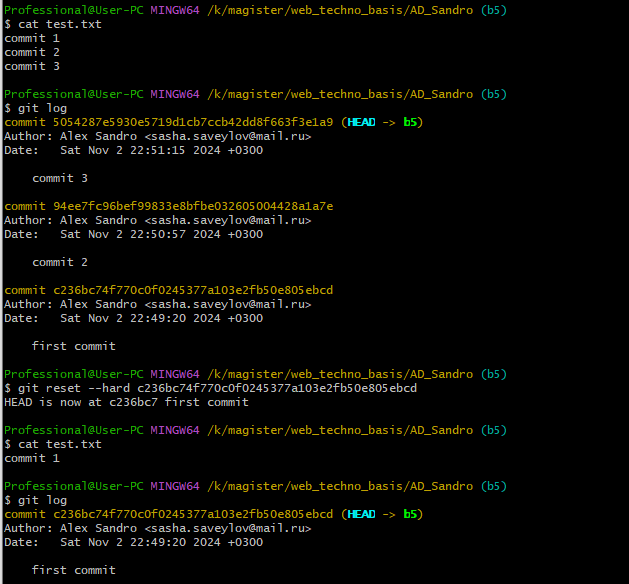 Professional@User-PC MINGW64 /k/magister/web_techno_basis/AD_Sandro (b5)
$ cat test.txt
commit 1
commit 2
commit 3
Professional@User-PC MINGW64 /k/magister/web_techno_basis/AD_Sandro (b5)
$ git log
commit 5054287e5930e5719d1cb7ccb42dd8f663f3e1a9 (HEAD -> b5)
Author: Alex Sandro <sasha.saveylov@mail.ru>
Date:   Sat Nov 2 22:51:15 2024 +0300
commit 3
commit 94ee7fc96bef99833e8bfbe032605004428a1a7e
Author: Alex Sandro <sasha.saveylov@mail.ru>
Date:   Sat Nov 2 22:50:57 2024 +0300
commit 2
commit c236bc74f770c0f0245377a103e2fb50e805ebcd
Author: Alex Sandro <sasha.saveylov@mail.ru>
Date:   Sat Nov 2 22:49:20 2024 +0300
first commit
Professional@User-PC MINGW64 /k/magister/web_techno_basis/AD_Sandro (b5)
$ git reset --hard c236bc74f770c0f0245377a103e2fb50e805ebcd
HEAD is now at c236bc7 first commit
Professional@User-PC MINGW64 /k/magister/web_techno_basis/AD_Sandro (b5)
$ cat test.txt
commit 1
Professional@User-PC MINGW64 /k/magister/web_techno_basis/AD_Sandro (b5)
$ git log
commit c236bc74f770c0f0245377a103e2fb50e805ebcd (HEAD -> b5)
Author: Alex Sandro <sasha.saveylov@mail.ru>
Date:   Sat Nov 2 22:49:20 2024 +0300
first commit